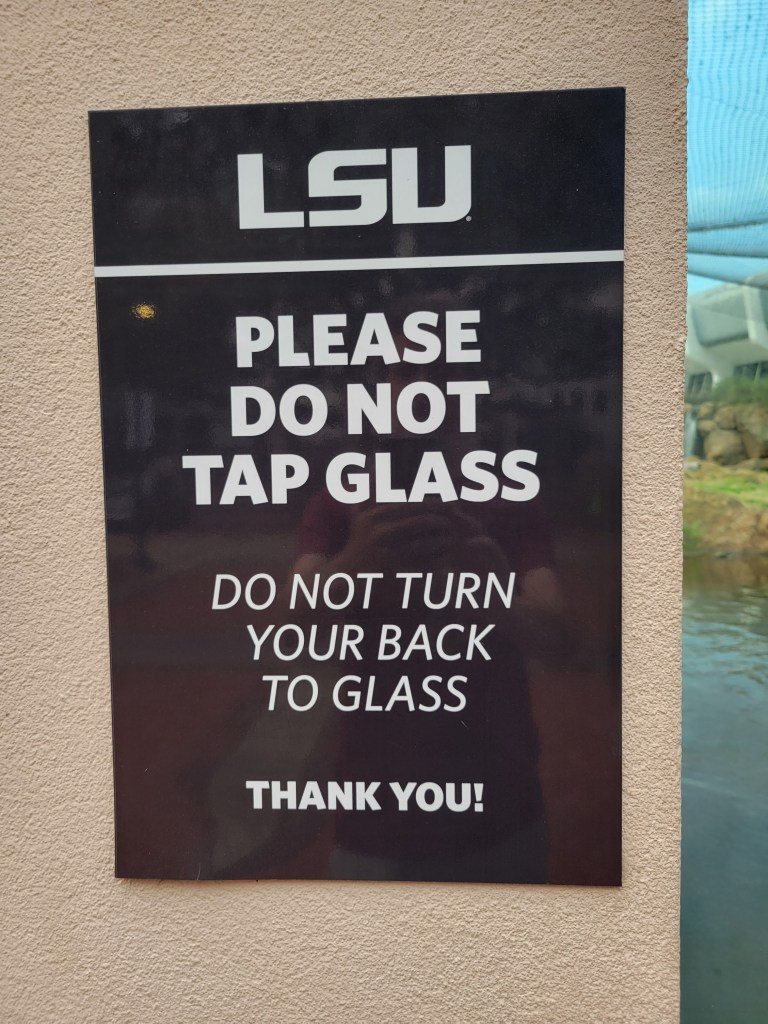 LSU
PLEASE
DO NOT
TAP GLASS
DO NOT TURN
YOUR BACK
TO GLASS
THANK YOU!